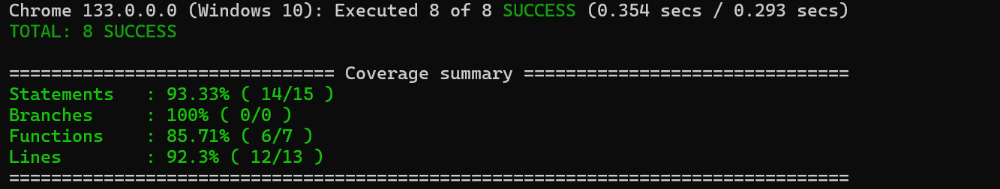 Chrome 133.0.0.0 (Windows 10): Executed 8 of 8 SUCCESS (0.354 secs / 0.293 secs)
TOTAL: 8 SUCCESS
=============================== Coverage summary ===============================
Statements   : 93.33% ( 14/15 )
Branches     : 100% ( 0/0 )
Functions    : 85.71% ( 6/7 )
Lines        : 92.3% ( 12/13 )
================================================================================